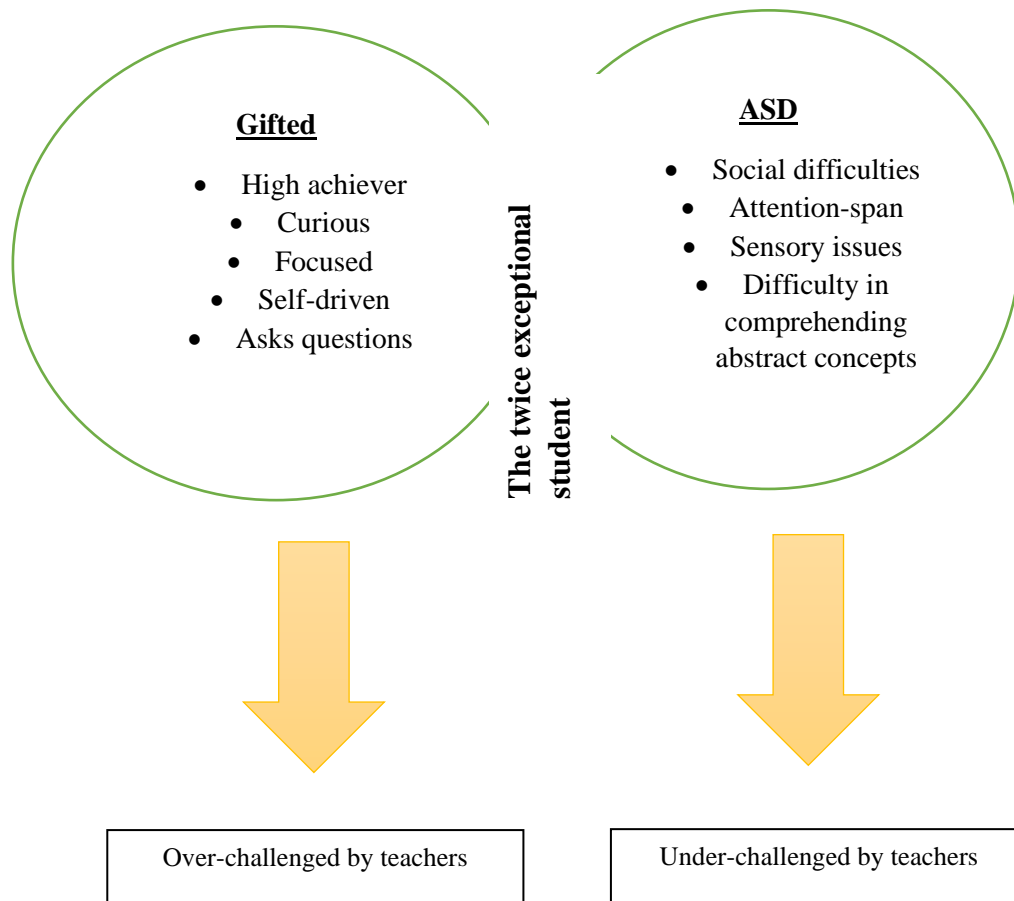 Gifted
• High achiever
• Curious
• Focused
• Self-driven
• Asks questions
The twice exceptional
student
ASD
• Social difficulties
• Attention-span
• Sensory issues
• Difficulty in
comprehending
abstract concepts
Over-challenged by teachers
Under-challenged by teachers